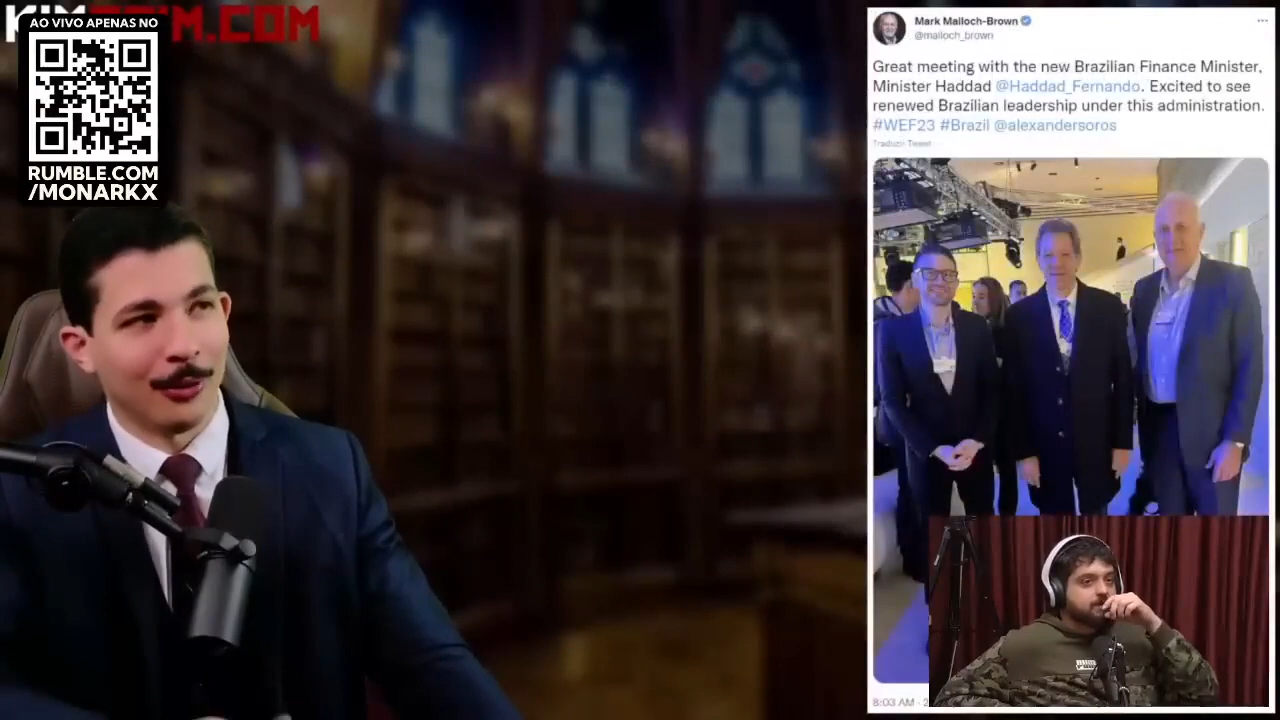 AO VIVO APENAS NO
RUMBLE.COM
/MONARKX
Mark Malloch-Brown
@malloch_brown
Great meeting with the new Brazilian Finance Minister,
Minister Haddad @Haddad_Fernando. Excited to see
renewed Brazilian leadership under this administration.
#WEF23 #Brazil @alexandersoros
Traduzir Tweet
8:03 AM